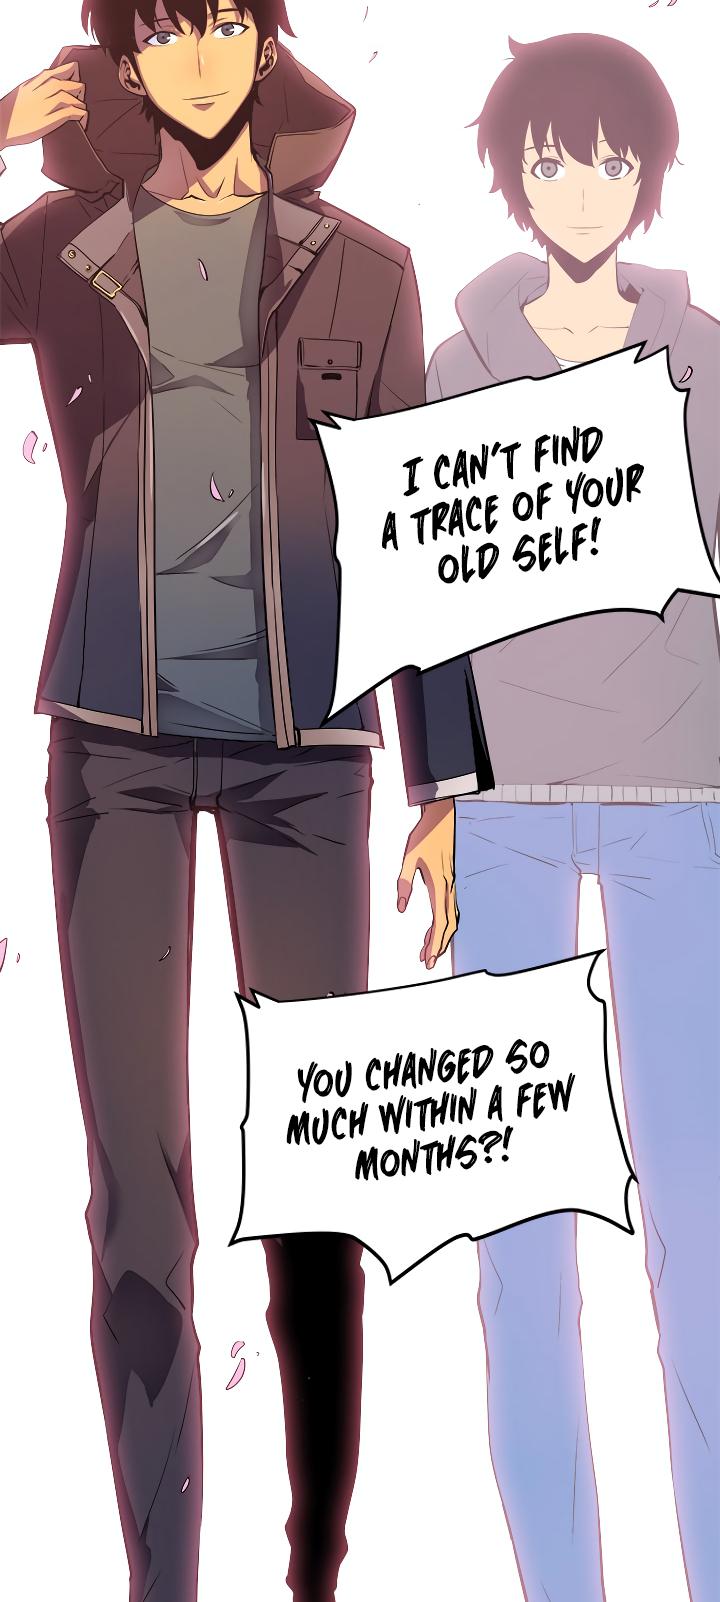 I CAN'T FIND
A TRACE OF YOUR
OLD SELF!
YOU CHANGED SO
MUCH WITHIN A FEW
MONTHS?!